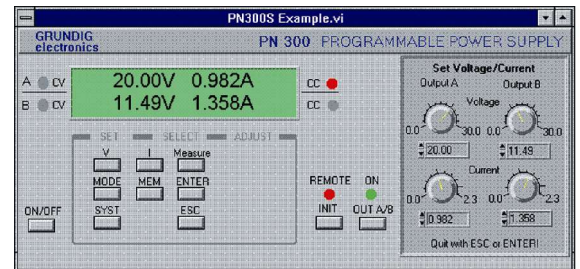 PN300S Example.vi
GRUNDIG
electronics
PN 300 PROGRAMMABLE POWER SUPPLY
A CV 20.00V 0.982A CC
B CV 11.49V 1.358A CC
SET SELECT ADJUST
V I Measure
MODE MEM ENTER
SYST ESC
ON/OFF
REMOTE ON
INIT OUT A/B
Set Voltage/Current
Output A Output B
Voltage
0.0 30.0 0.0 30.0
20.00 11.49
Current
0.0 2.3 0.0 2.3
0.982 1.358
Quit with ESC or ENTER!